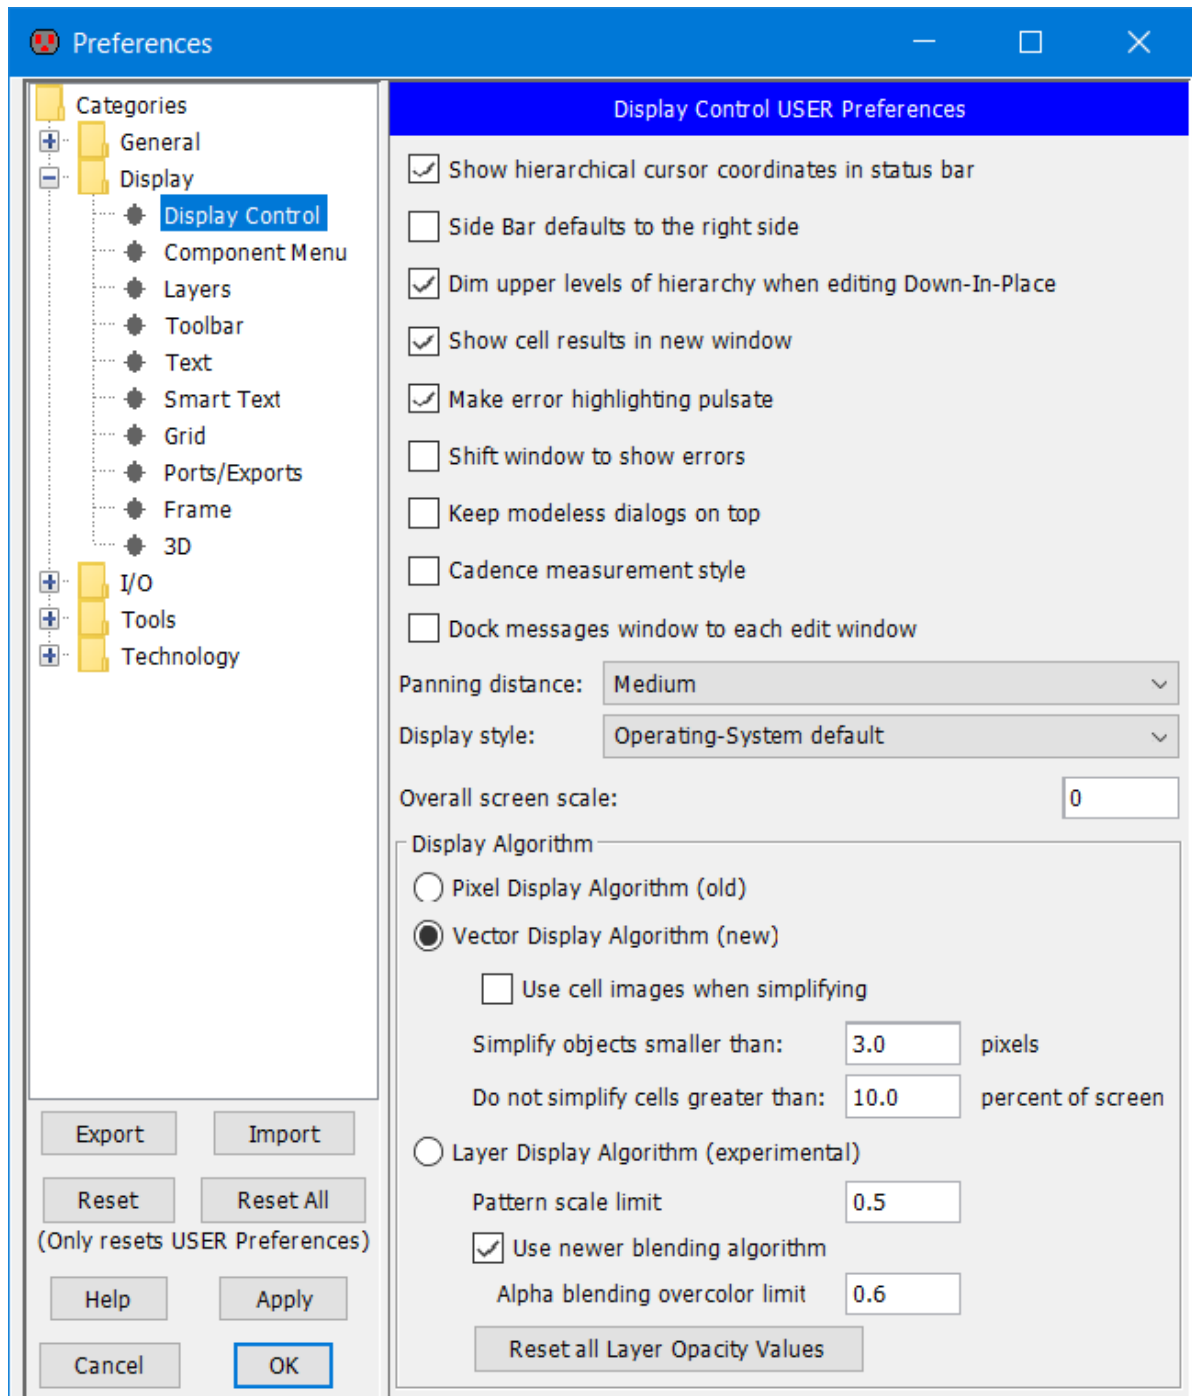 Preferences
Categories
General
Display
Display Control
Component Menu
Layers
Toolbar
Text
Smart Text
Grid
Ports/Exports
Frame
3D
I/O
Tools
Technology
Export Import
Reset Reset All
(Only resets USER Preferences)
Help Apply
Cancel OK
Display Control USER Preferences
Show hierarchical cursor coordinates in status bar
Side Bar defaults to the right side
Dim upper levels of hierarchy when editing Down-In-Place
Show cell results in new window
Make error highlighting pulsate
Shift window to show errors
Keep modeless dialogs on top
Cadence measurement style
Dock messages window to each edit window
Panning distance: Medium
Display style: Operating-System default
Overall screen scale: 0
Display Algorithm
Pixel Display Algorithm (old)
Vector Display Algorithm (new)
Use cell images when simplifying
Simplify objects smaller than: 3.0 pixels
Do not simplify cells greater than: 10.0 percent of screen
Layer Display Algorithm (experimental)
Pattern scale limit 0.5
Use newer blending algorithm
Alpha blending overcolor limit 0.6
Reset all Layer Opacity Values